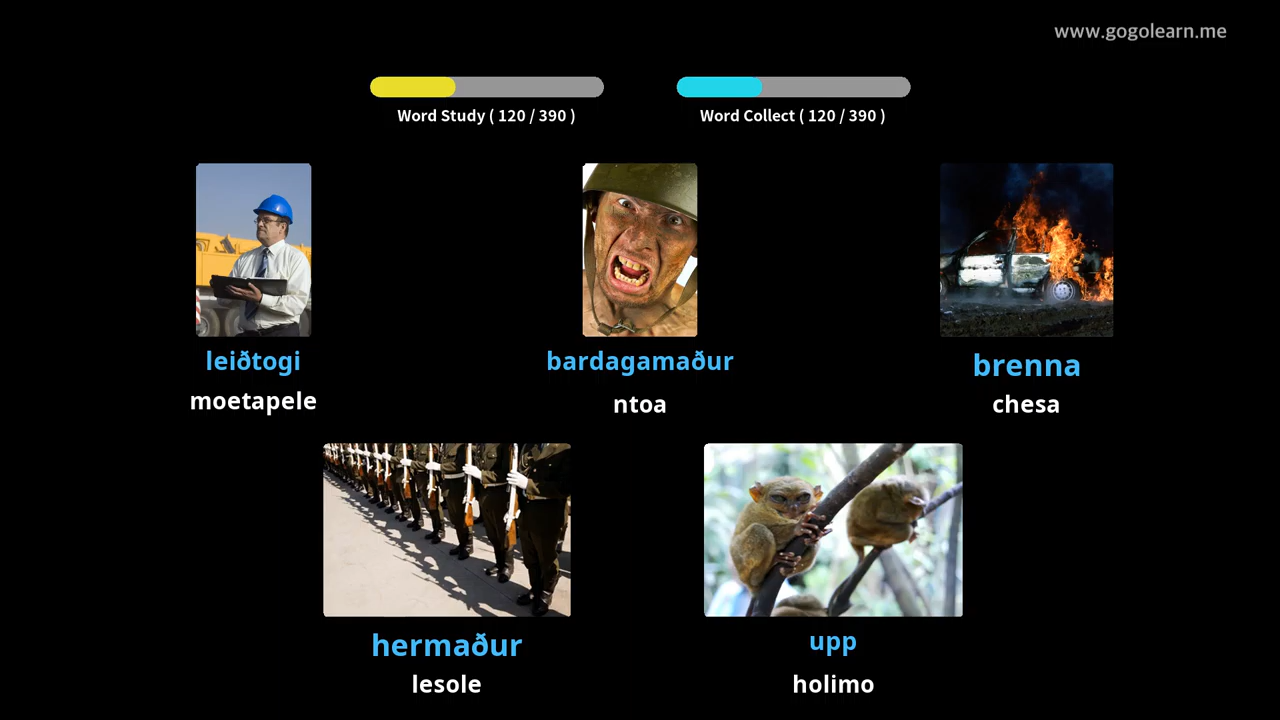 www.gogolearn.me
Word Study ( 120 / 390 )
Word Collect ( 120 / 390 )
leiðtogi
moetapele
bardagamaður
ntoa
brenna
chesa
hermaður
lesole
upp
holimo